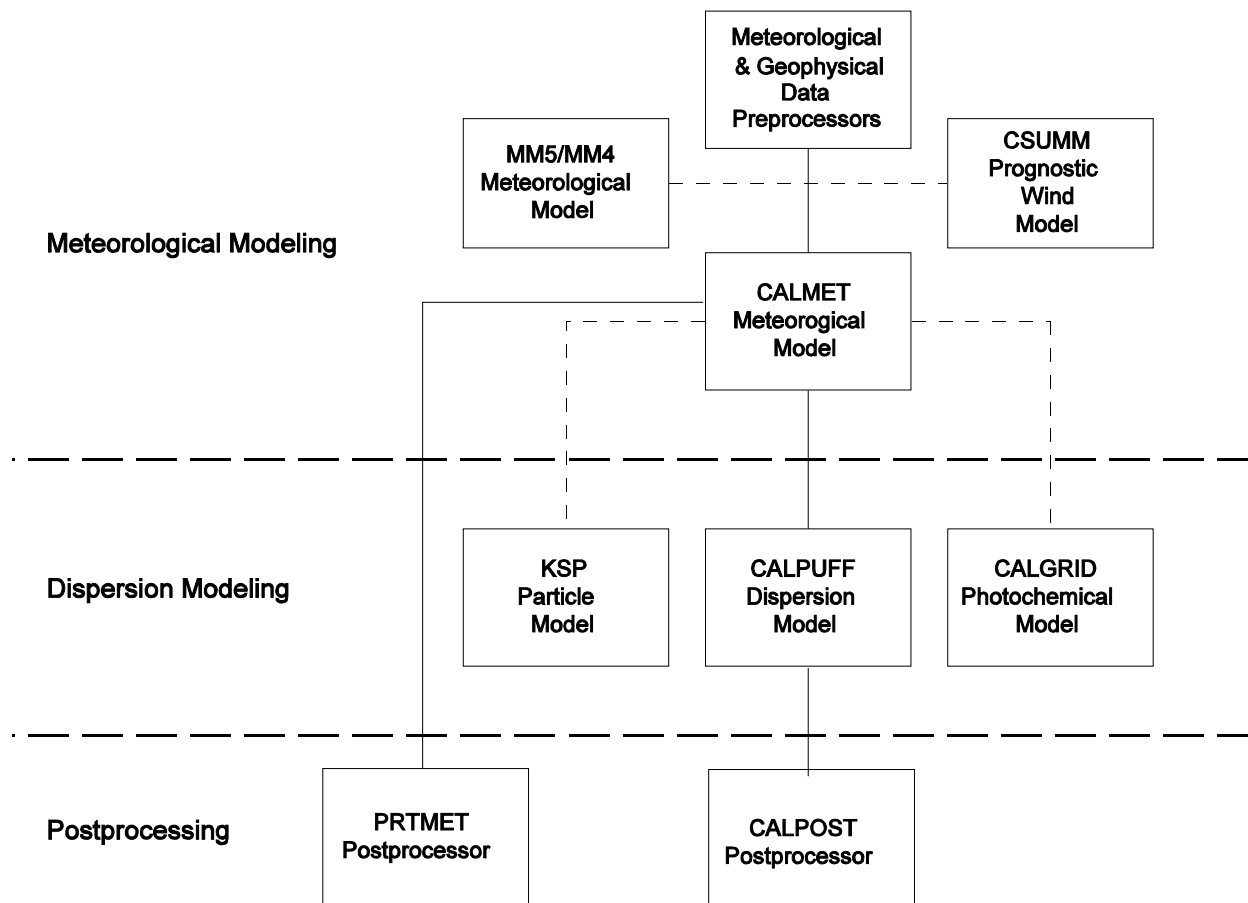 Meteorological
& Geophysical
Data
Preprocessors
MM5/MM4
Meteorological
Model
CSUMM
Prognostic
Wind
Model
Meteorological Modeling
CALMET
Meteorogical
Model
Dispersion Modeling
KSP
Particle
Model
CALPUFF
Dispersion
Model
CALGRID
Photochemical
Model
Postprocessing
PRTMET
Postprocessor
CALPOST
Postprocessor